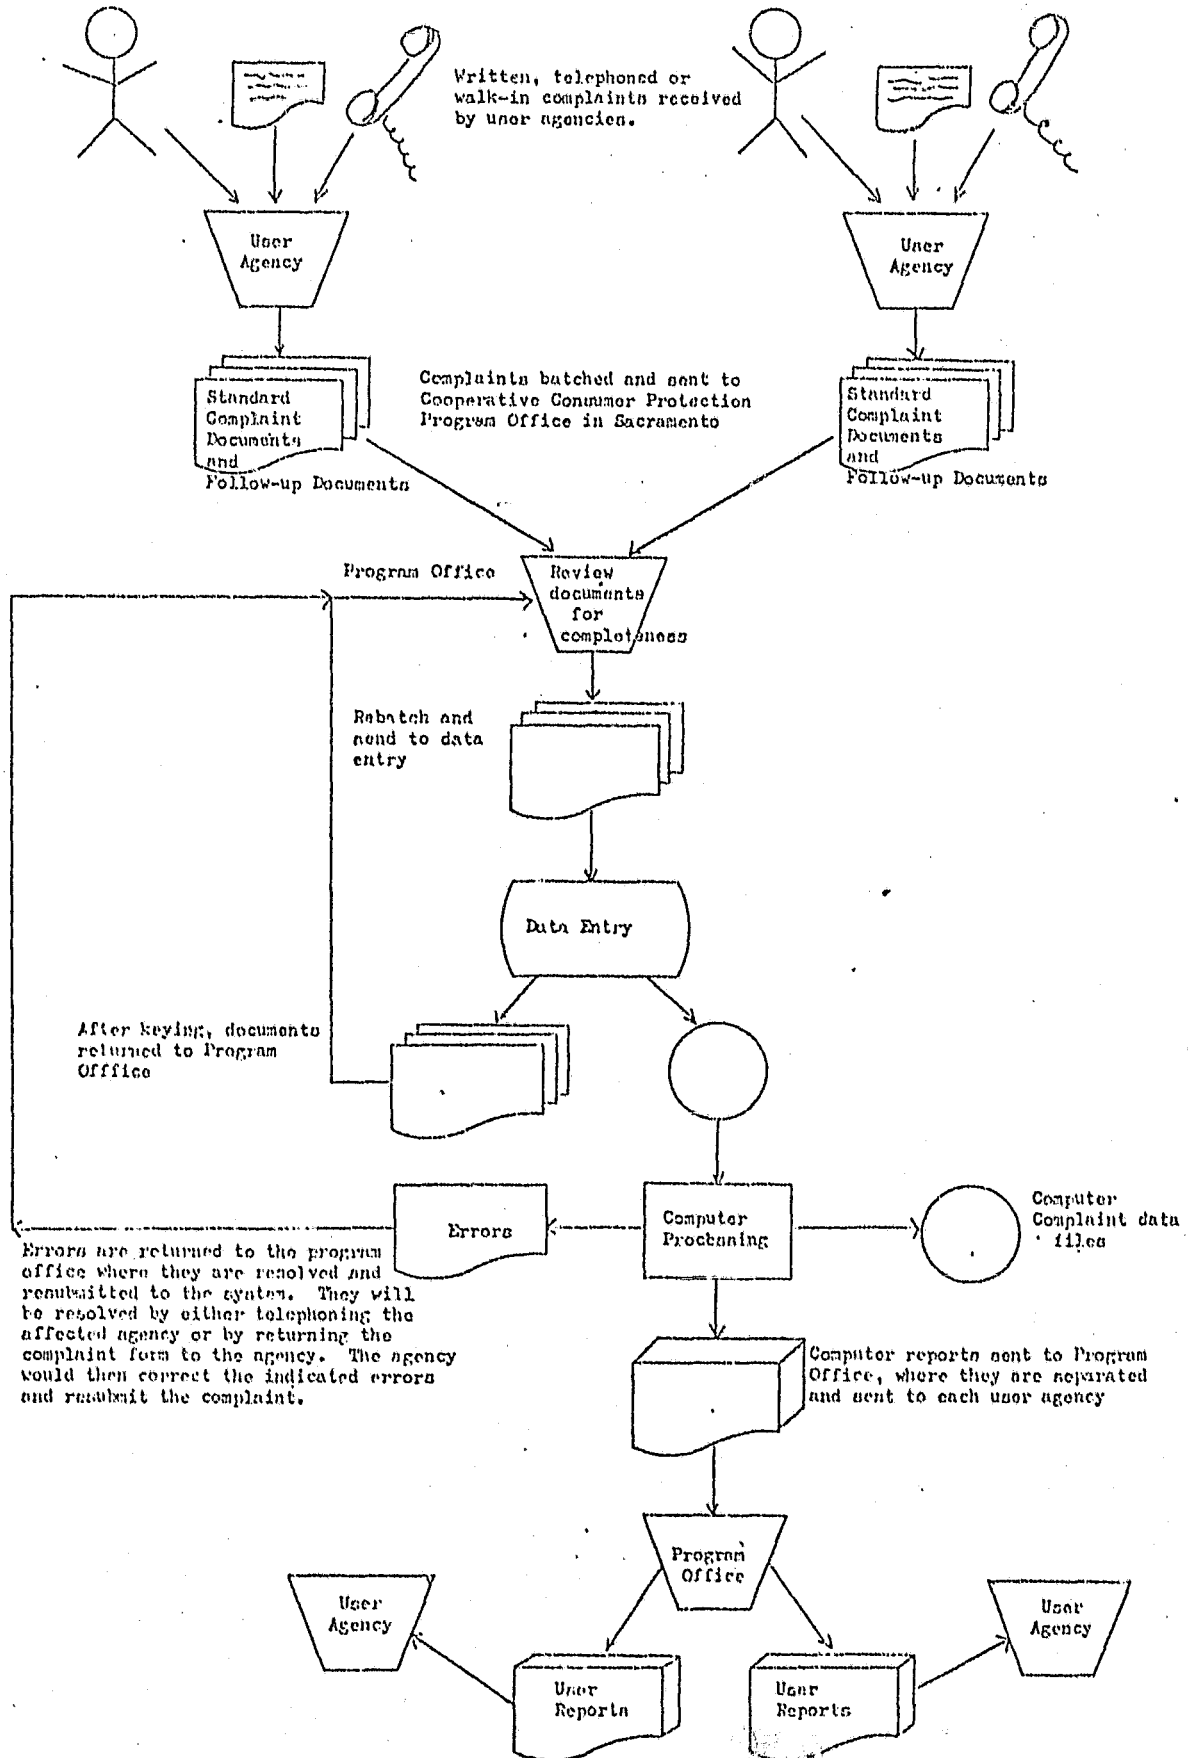 Written, telephoned or
walk-in complaints received
by user agencies.
User
Agency
User
Agency
Complaints batched and sent to
Cooperative Consumer Protection
Program Office in Sacramento
Standard
Complaint
Documents
and
Follow-up Documents
Standard
Complaint
Documents
and
Follow-up Documents
Program Office
Review
documents
for
completeness
Rebatch and
send to data
entry
Data Entry
After keying, documents
returned to Program
Offfice
Errors
Computer
Processing
Computer
Complaint data
files
Errors are returned to the program
office where they are resolved and
resubmitted to the system. They will
be resolved by either telephoning the
affected agency or by returning the
complaint form to the agency. The agency
would then correct the indicated errors
and resubmit the complaint.
Computer reports sent to Program
Office, where they are separated
and sent to each user agency
Program
Office
User
Agency
User
Agency
User
Reports
User
Reports